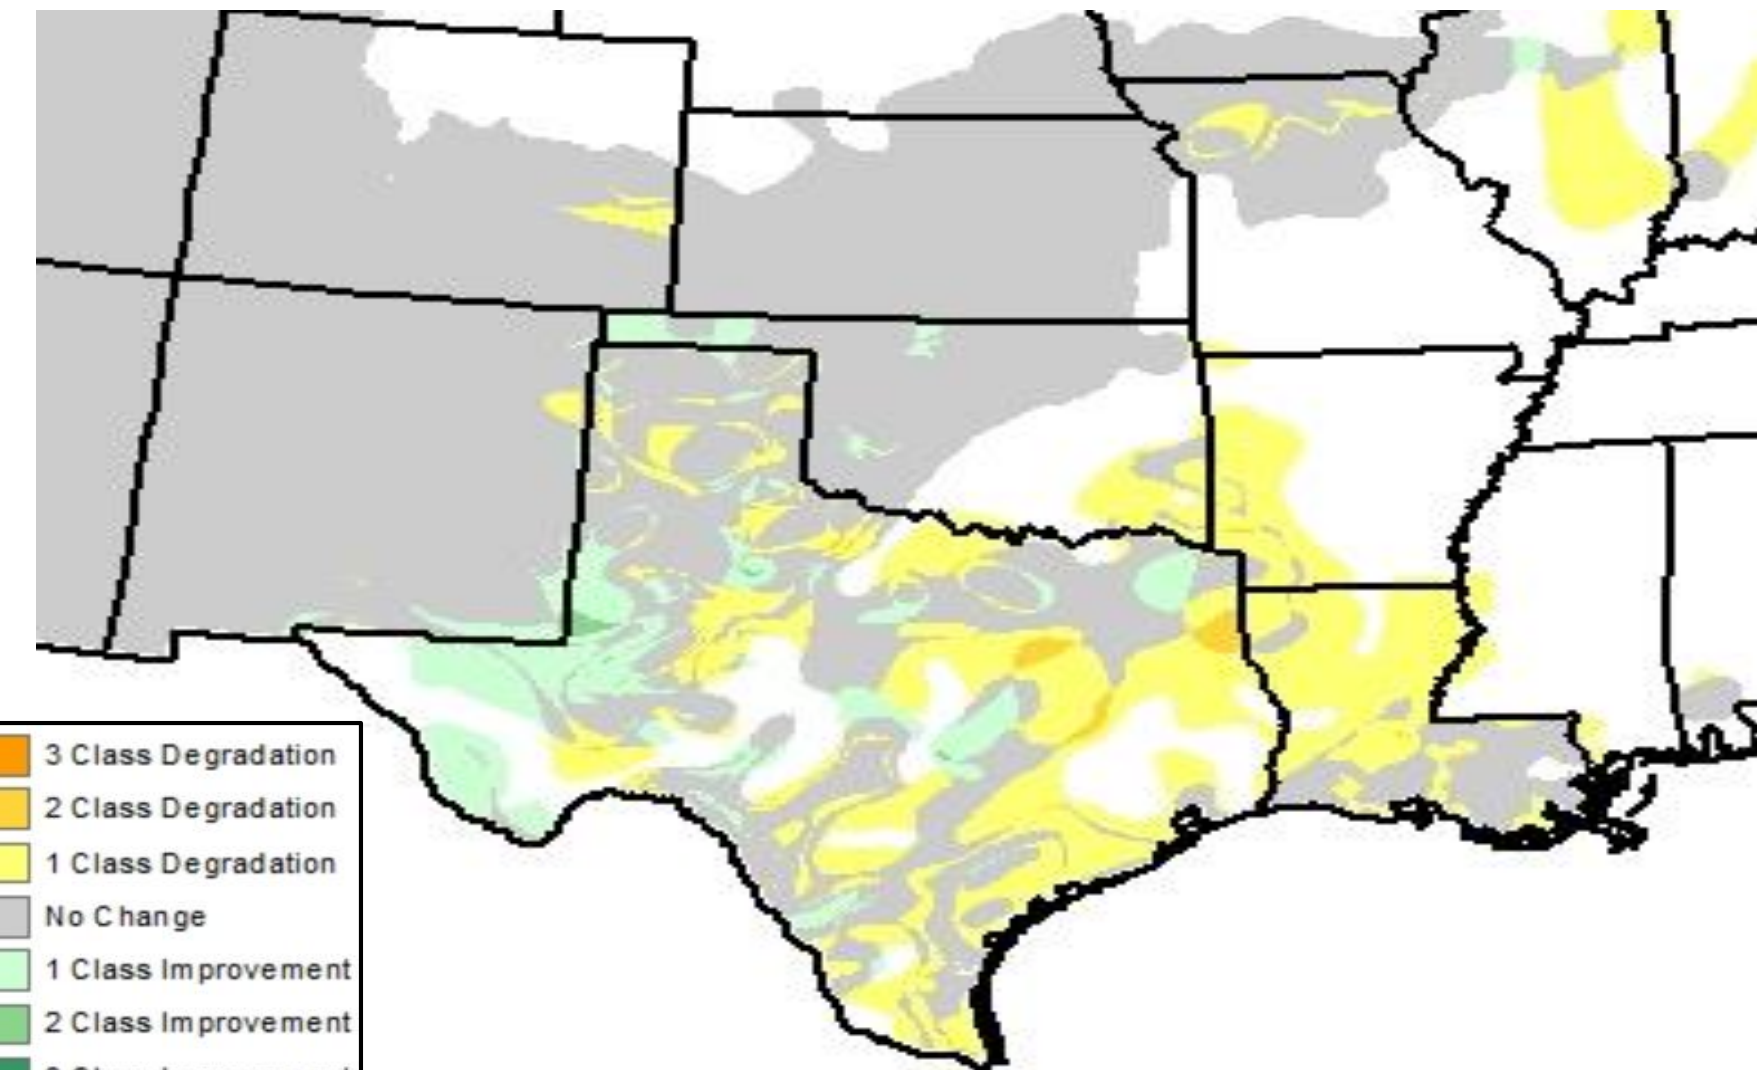 3 Class Degradation
2 Class Degradation
1 Class Degradation
No Change
1 Class Improvement
2 Class Improvement